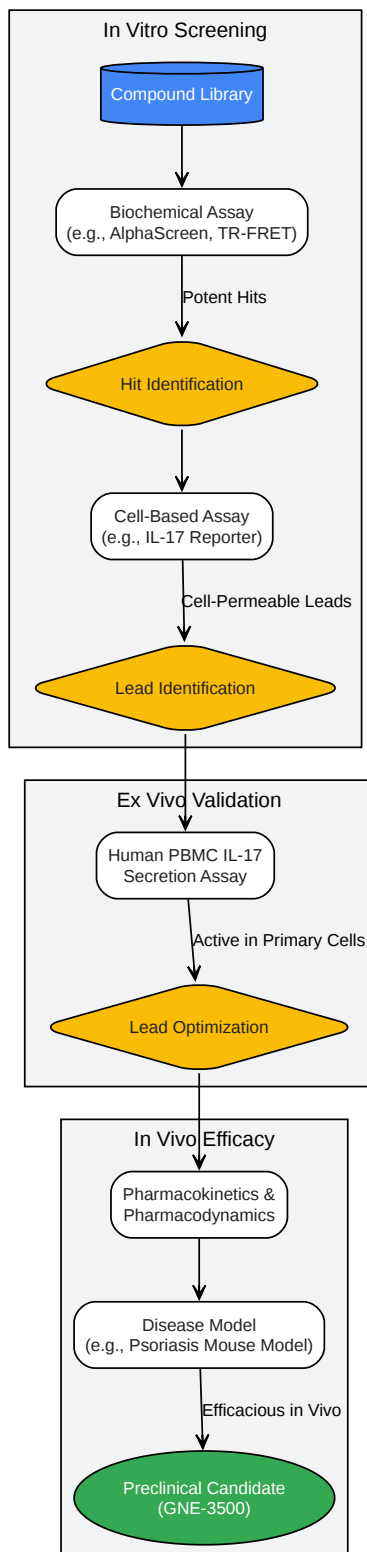 In Vitro Screening
Compound Library
Biochemical Assay
(e.g., AlphaScreen, TR-FRET)
Potent Hits
Hit Identification
Cell-Based Assay
(e.g., IL-17 Reporter)
Cell-Permeable Leads
Lead Identification
Ex Vivo Validation
Human PBMC IL-17
Secretion Assay
Active in Primary Cells
Lead Optimization
In Vivo Efficacy
Pharmacokinetics &
Pharmacodynamics
Disease Model
(e.g., Psoriasis Mouse Model)
Efficacious in Vivo
Preclinical Candidate
(GNE-3500)